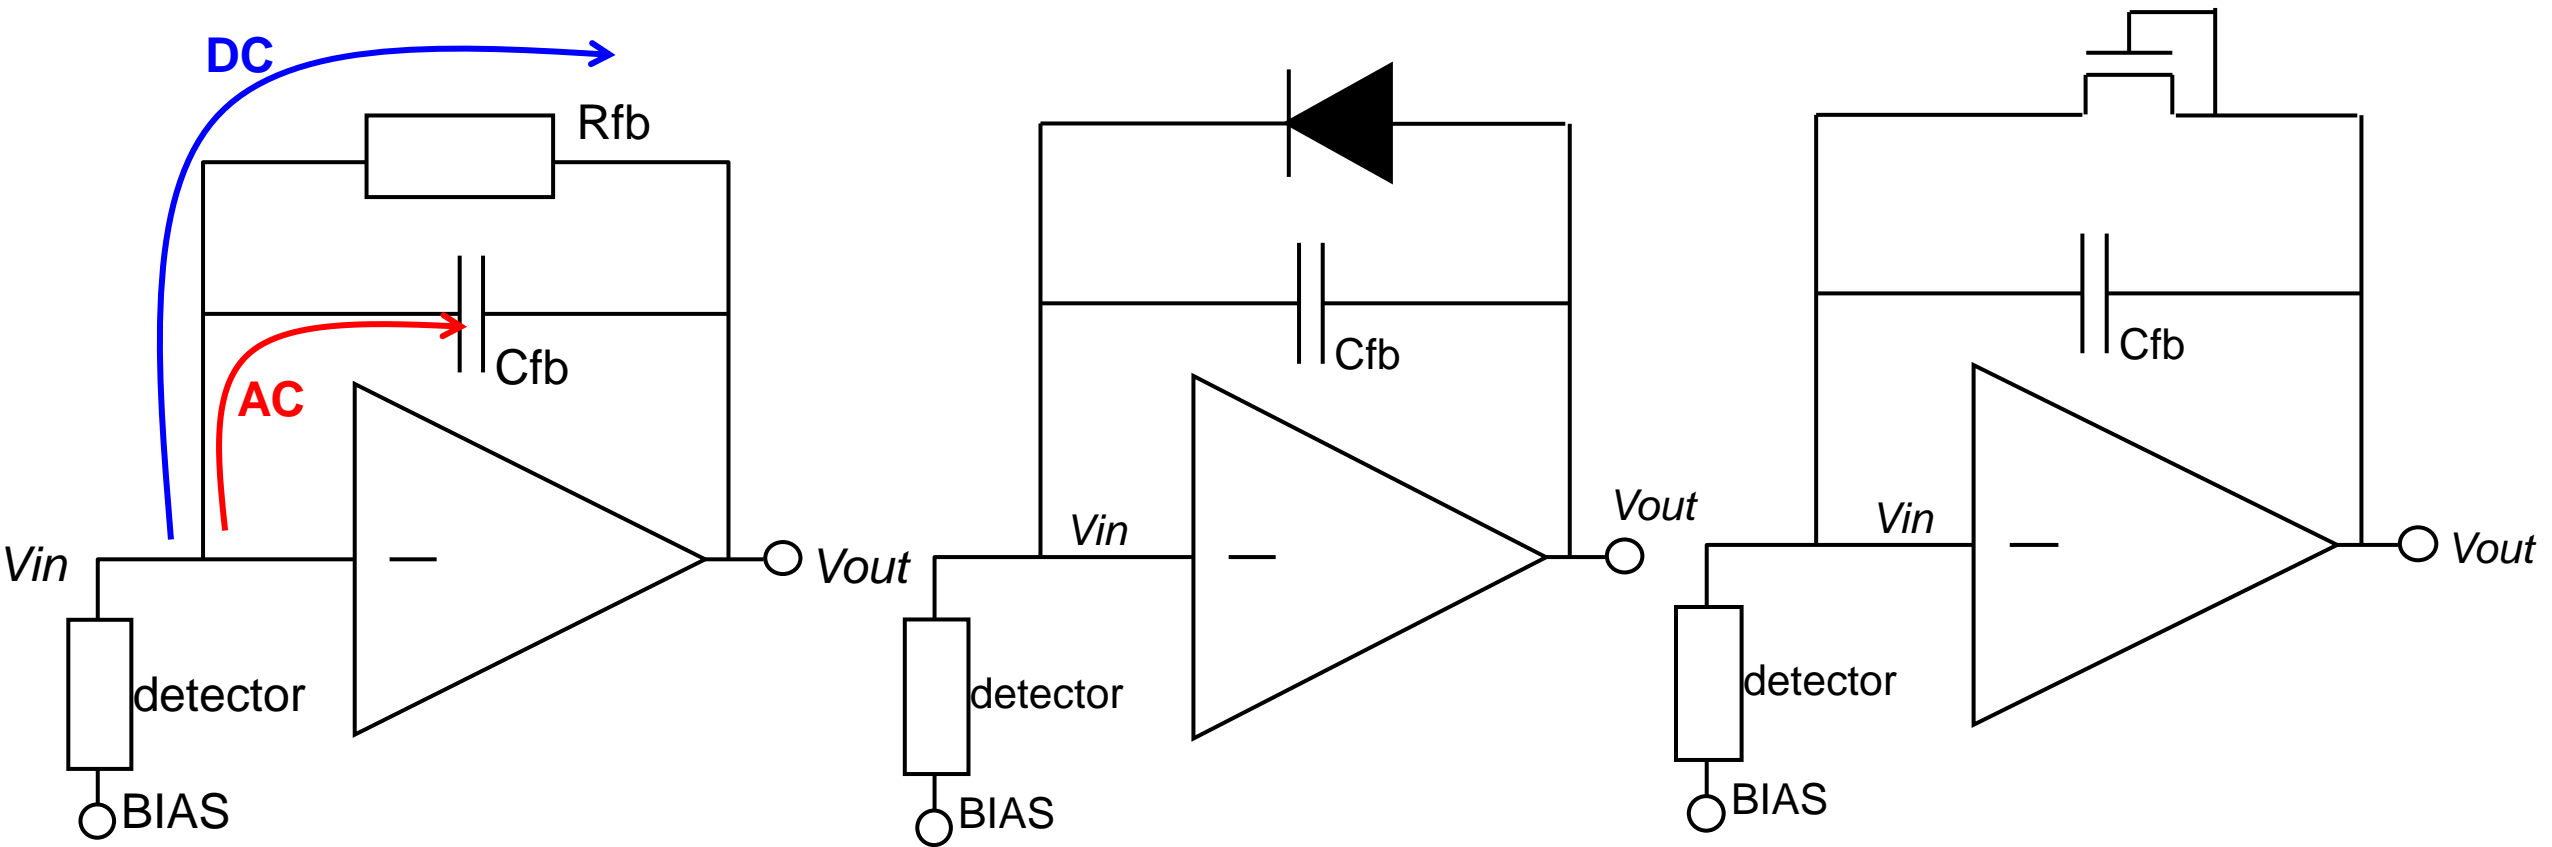 DC
Rfb
Cfb
AC
Vin
Vout
detector
BIAS
Cfb
Vin
Vout
detector
BIAS
Cfb
Vin
Vout
detector
BIAS